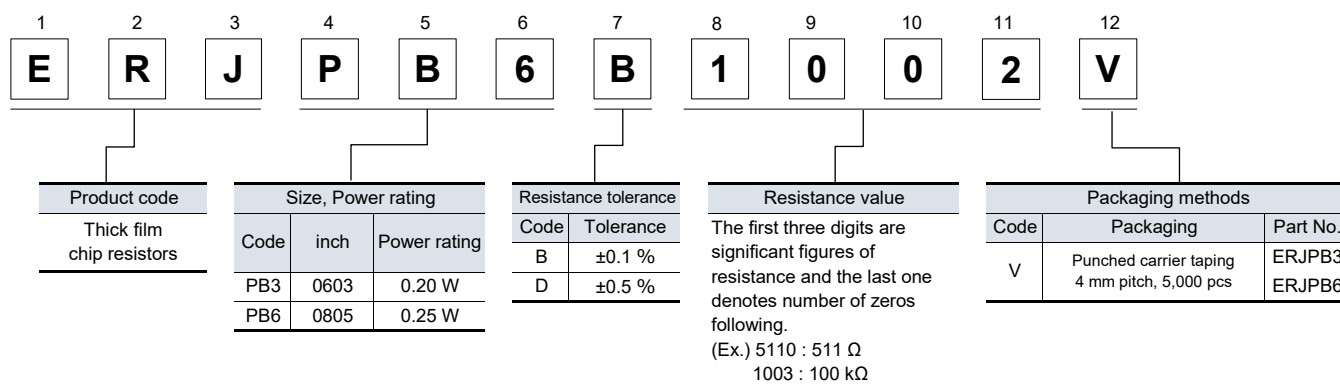 1 2 3 4 5 6 7 8 9 10 11 12
E R J P B 6 B 1 0 0 2 V
Product code
Thick film
chip resistors
Size, Power rating
Code inch Power rating
PB3 0603 0.20 W
PB6 0805 0.25 W
Resistance tolerance
Code Tolerance
B ±0.1 %
D ±0.5 %
Resistance value
The first three digits are
significant figures of
resistance and the last one
denotes number of zeros
following.
(Ex.) 5110 : 511 Ω
1003 : 100 kΩ
Packaging methods
Code Packaging Part No.
V Punched carrier taping
4 mm pitch, 5,000 pcs
ERJPB3
ERJPB6